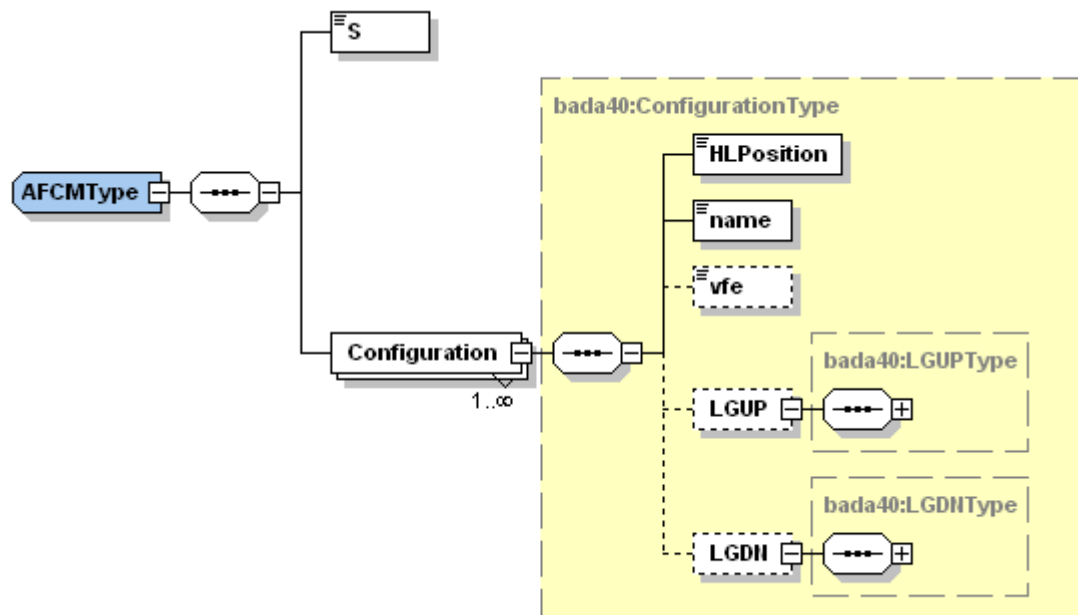 S
bada40:ConfigurationType
HLPosition
AFCMType
name
vfe
Configuration
1..∞
bada40:LGUPType
LGUP
bada40:LGDNType
LGDN